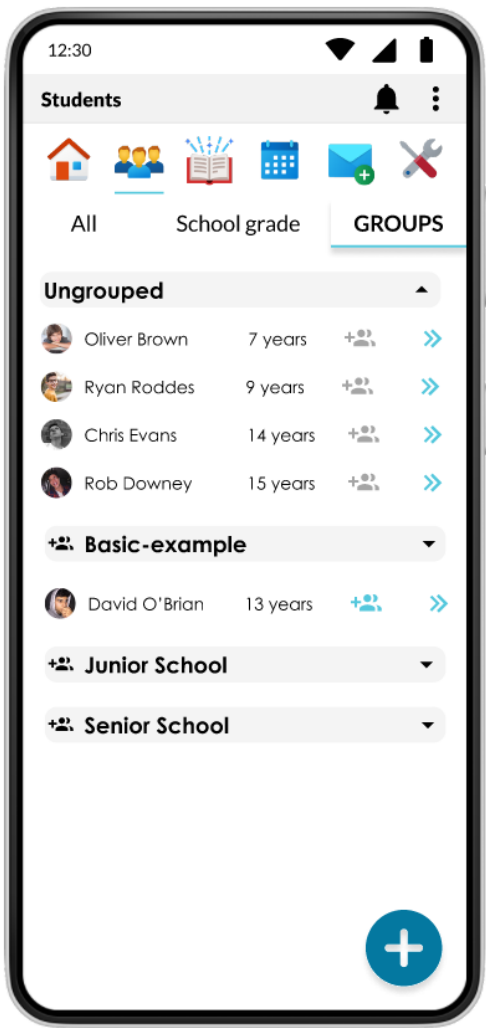 12:30
Students
All School grade GROUPS
Ungrouped
Oliver Brown 7 years
Ryan Roddes 9 years
Chris Evans 14 years
Rob Downey 15 years
Basic-example
David O’Brian 13 years
Junior School
Senior School